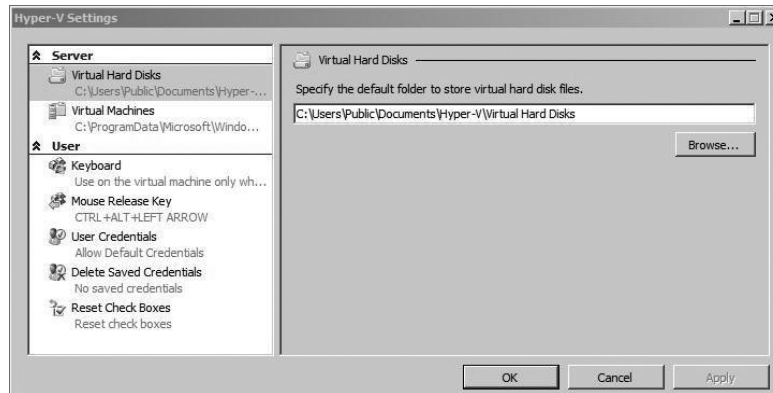 Hyper-V Settings
Server
Virtual Hard Disks
C:\Users\Public\Documents\Hyper-...
Virtual Machines
C:\ProgramData\Microsoft\Windo...
User
Keyboard
Use on the virtual machine only wh...
Mouse Release Key
CTRL+ALT+LEFT ARROW
User Credentials
Allow Default Credentials
Delete Saved Credentials
No saved credentials
Reset Check Boxes
Reset check boxes
Virtual Hard Disks
Specify the default folder to store virtual hard disk files.
C:\Users\Public\Documents\Hyper-V\Virtual Hard Disks
Browse...
OK
Cancel
Apply